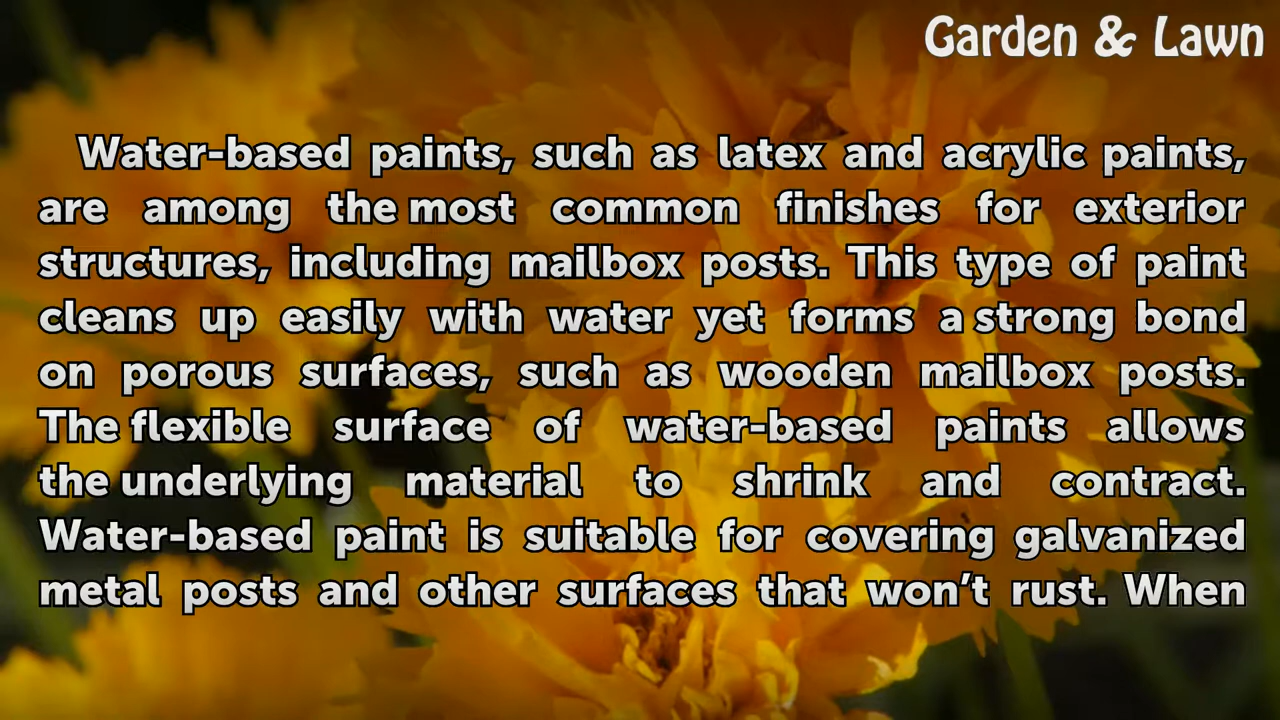 Garden & Lawn
Water-based paints, such as latex and acrylic paints,
are among the most common finishes for exterior
structures, including mailbox posts. This type of paint
cleans up easily with water yet forms a strong bond
on porous surfaces, such as wooden mailbox posts.
The flexible surface of water-based paints allows
the underlying material to shrink and contract.
Water-based paint is suitable for covering galvanized
metal posts and other surfaces that won’t rust. When